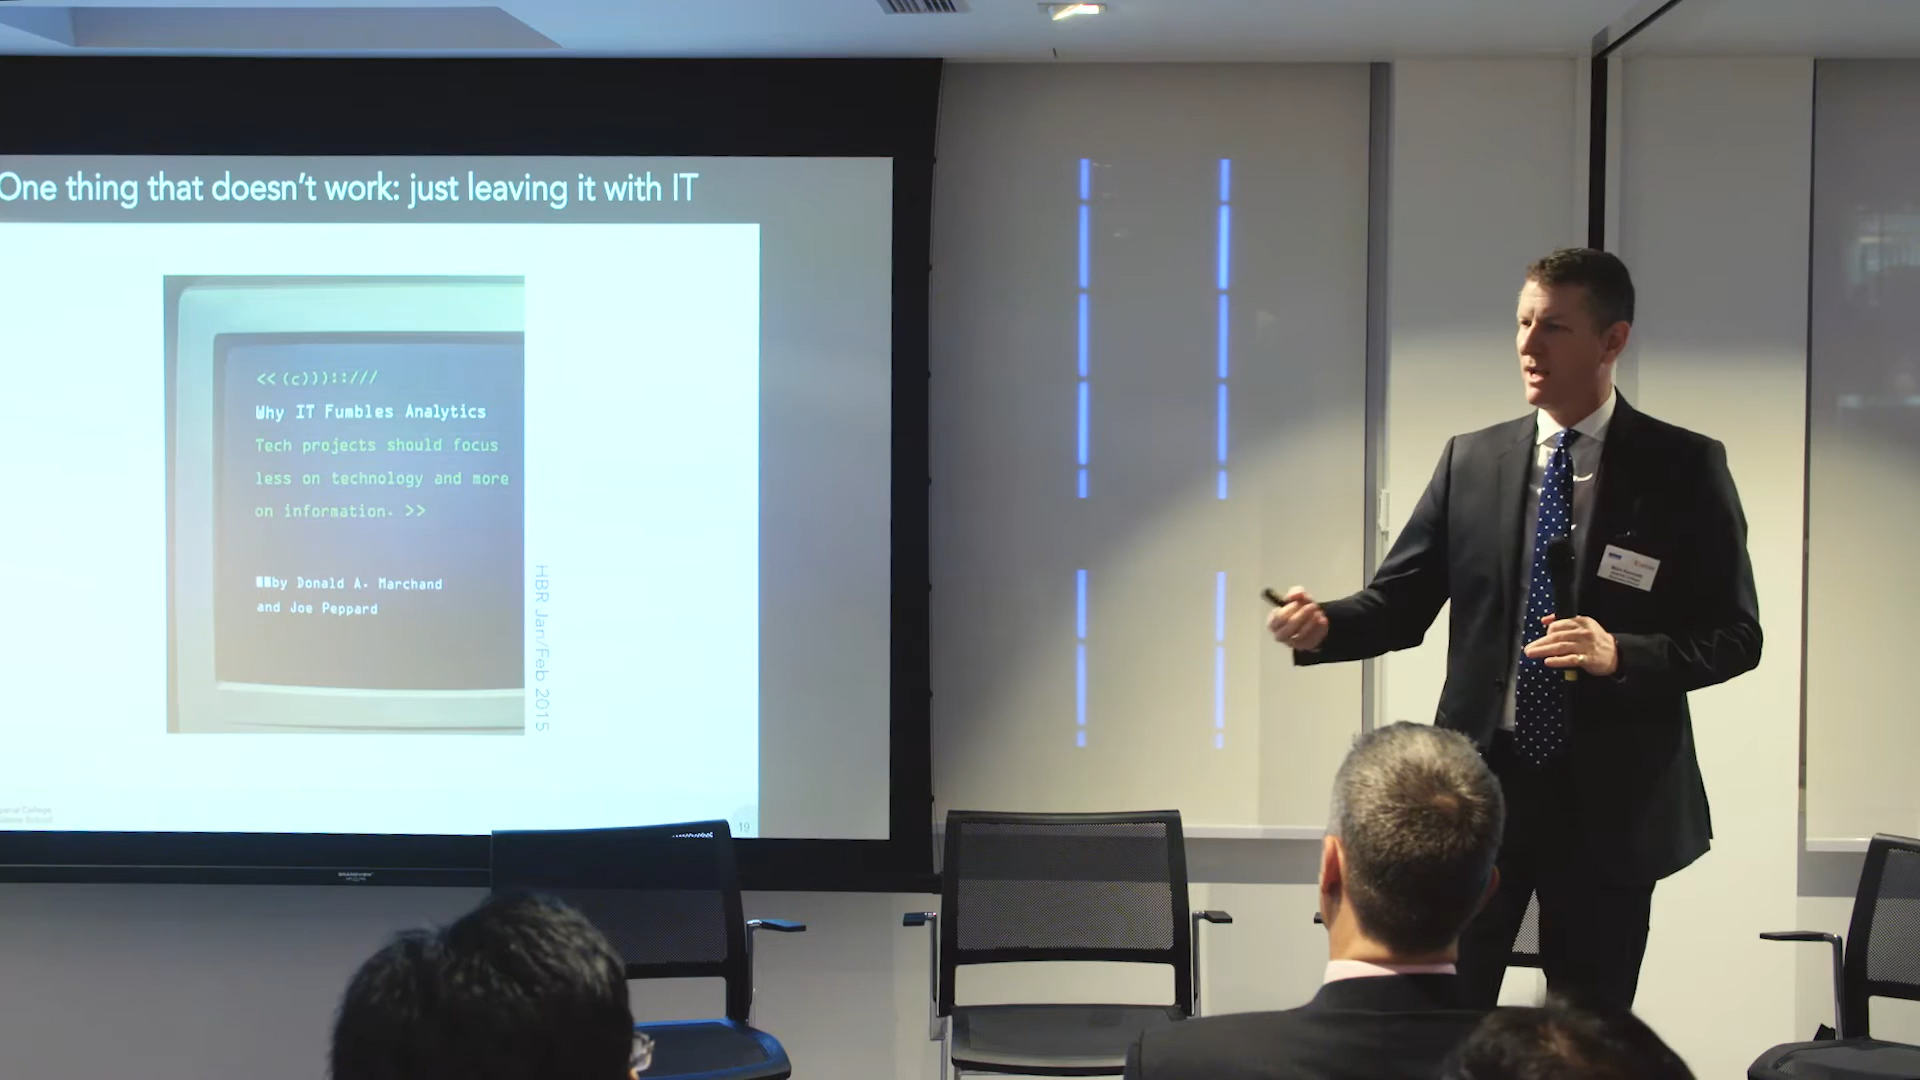 One thing that doesn't work: just leaving it with IT
<< (c)))::///
Why IT Fumbles Analytics
Tech projects should focus
less on technology and more
on information. >>
■■by Donald A. Marchand
and Joe Peppard
HBR Jan/Feb 2015
19